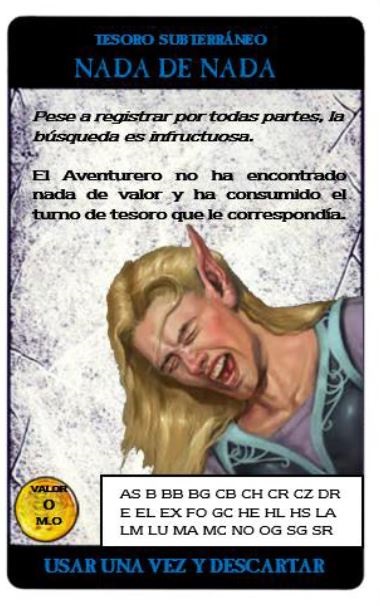 TESORO SUBTERRÁNEO
NADA DE NADA
Pese a registrar por todas partes, la
búsqueda es infructuosa.
El Aventurero no ha encontrado
nada de valor y ha consumido el
turno de tesoro que le correspondía.
VALOR
0
M.O
AS B BB BG CB CH CR CZ DR
E EL EX FO GC HE HL HS LA
LM LU MA MC NO OG SG SR
USAR UNA VEZ Y DESCARTAR